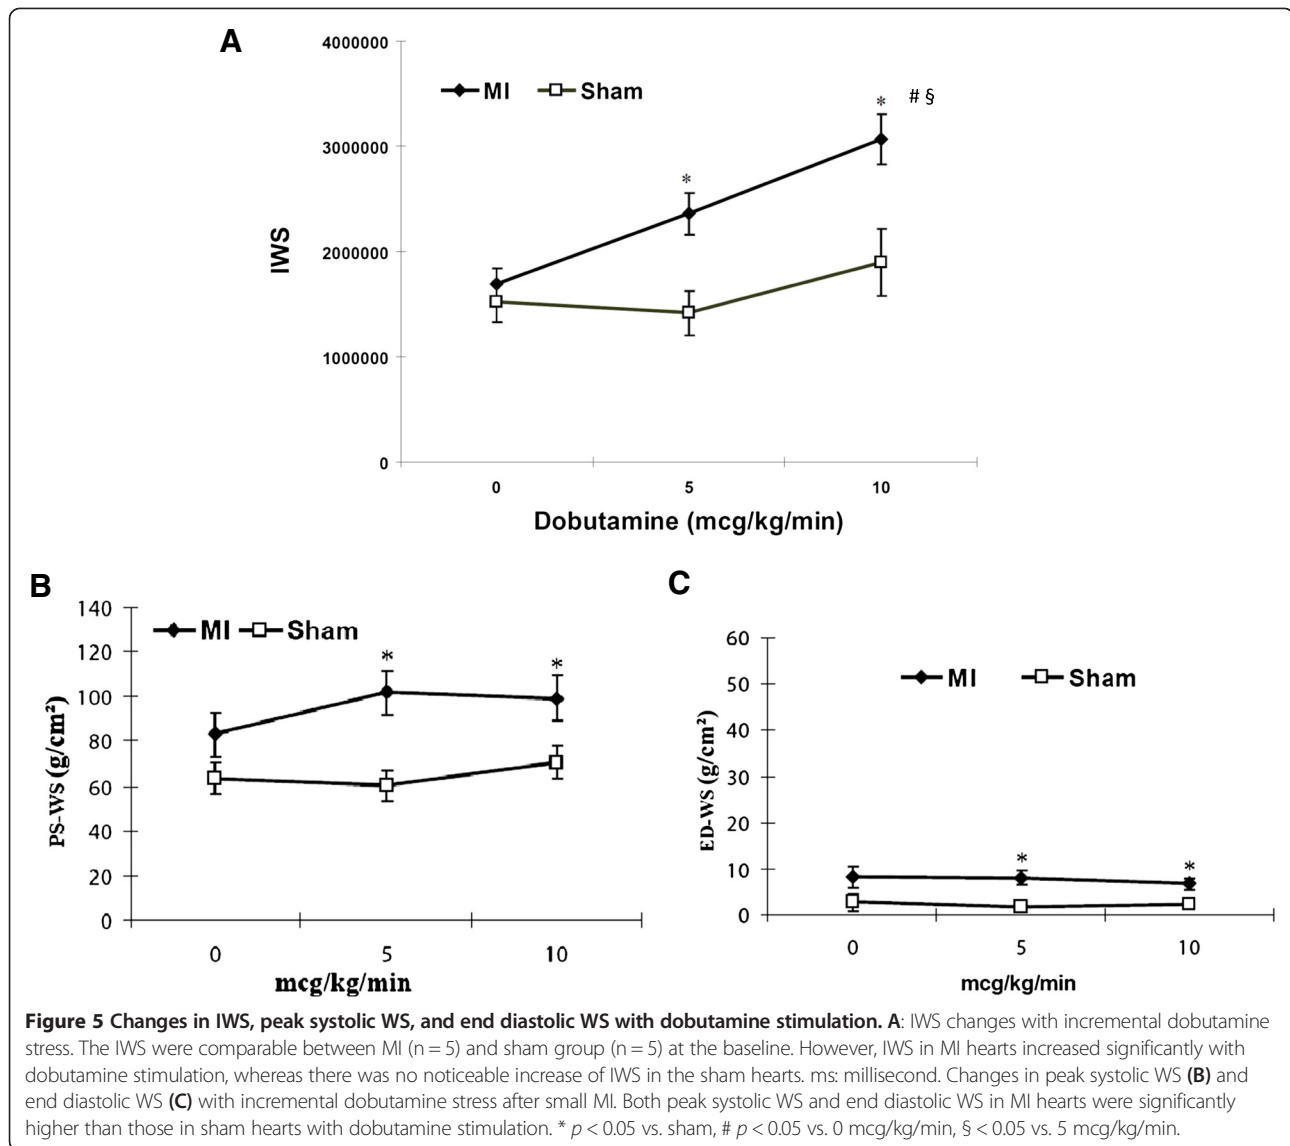 A
4000000
MI
Sham
*
# §
3000000
*
2000000
IWS
1000000
0
0
5
10
Dobutamine (mcg/kg/min)
B
140
MI
Sham
120
*
*
100
80
60
40
20
0
PS-WS (g/cm²)
0
5
10
mcg/kg/min
C
60
MI
Sham
50
40
30
20
10
*
*
0
ED-WS (g/cm²)
0
5
10
mcg/kg/min
Figure 5 Changes in IWS, peak systolic WS, and end diastolic WS with dobutamine stimulation. A: IWS changes with incremental dobutamine
stress. The IWS were comparable between MI (n = 5) and sham group (n = 5) at the baseline. However, IWS in MI hearts increased significantly with
dobutamine stimulation, whereas there was no noticeable increase of IWS in the sham hearts. ms: millisecond. Changes in peak systolic WS (B) and
end diastolic WS (C) with incremental dobutamine stress after small MI. Both peak systolic WS and end diastolic WS in MI hearts were significantly
higher than those in sham hearts with dobutamine stimulation. * p < 0.05 vs. sham, # p < 0.05 vs. 0 mcg/kg/min, § < 0.05 vs. 5 mcg/kg/min.